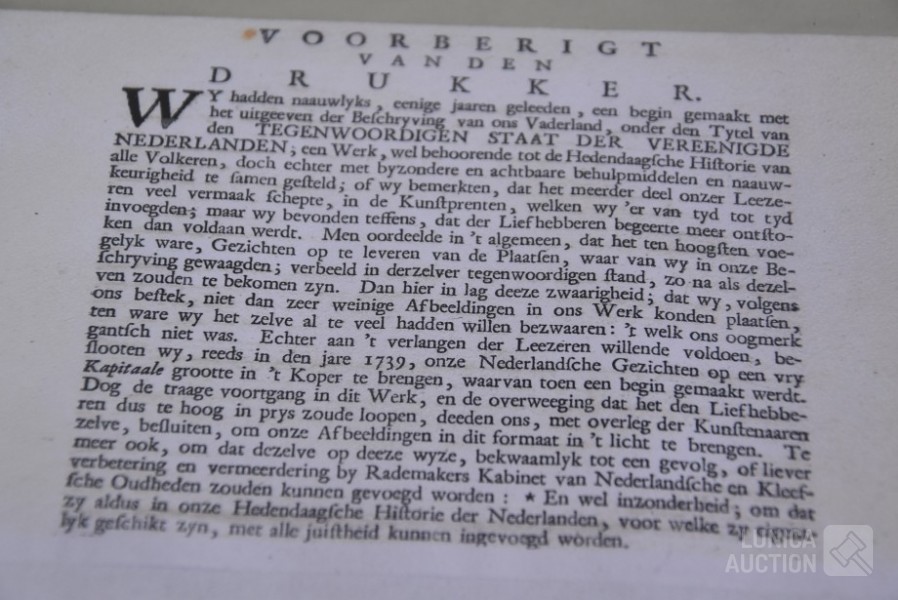 VOORBERIGT
VAN DEN
DRUKKER.
WY hadden naauwlyks, eenige jaaren geleeden, een begin gemaakt met
het uitgeeven der Beſchryving van ons Vaderland, onder den Tytel van
den TEGENWOORDIGEN STAAT DER VEREENIGDE
NEDERLANDEN; een Werk, wel behoorende tot de Hedendaagſche Hiſtorie van
alle Volkeren, doch echter met byzondere en achtbaare behulpmiddelen en naauw-
keurigheid te ſamen geſteld; of wy bemerkten, dat het meerder deel onzer Leeze-
ren veel vermaak ſchepte, in de Kunſtprenten, welken wy 'er van tyd tot tyd
invoegden; maar wy bevonden teffens, dat der Liefhebberen begeerte meer ontſto-
ken dan voldaan werdt. Men oordeelde in 't algemeen, dat het ten hoogſten voe-
gelyk ware, Gezichten op te leveren van de Plaatſen, waar van wy in onze Be-
ſchryving gewaagden; verbeeld in derzelver tegenwoordigen ſtand, zo na als dezel-
ven zouden te bekomen zyn. Dan hier in lag deeze zwaarigheid; dat wy, volgens
ons beſtek, niet dan zeer weinige Afbeeldingen in ons Werk konden plaatſen,
ten ware wy het zelve al te veel hadden willen bezwaaren: 't welk ons oogmerk
gantſch niet was. Echter aan 't verlangen der Leezeren willende voldoen, be-
ſlooten wy, reeds in den jare 1739, onze Nederlandſche Gezichten op een vry
Kapitaale grootte in 't Koper te brengen, waarvan toen een begin gemaakt werdt.
Dog de traage voortgang in dit Werk, en de overweeging dat het den Liefhebbe-
ren dus te hoog in prys zoude loopen, deeden ons, met overleg der Kunſtenaaren
zelve, beſluiten, om onze Afbeeldingen in dit formaat in 't licht te brengen. Te
meer ook, om dat dezelve op deeze wyze, bekwaamlyk tot een gevolg, of liever
verbetering en vermeerdering by Rademakers Kabinet van Nederlandſche en Kleef-
ſche Oudheden zouden kunnen gevoegd worden: * En wel inzonderheid; om dat
zy aldus in onze Hedendaagſche Hiſtorie der Nederlanden, voor welke zy
lyk geſchikt zyn, met alle juiſtheid kunnen ingevoegd worden.
LUNICA
AUCTION